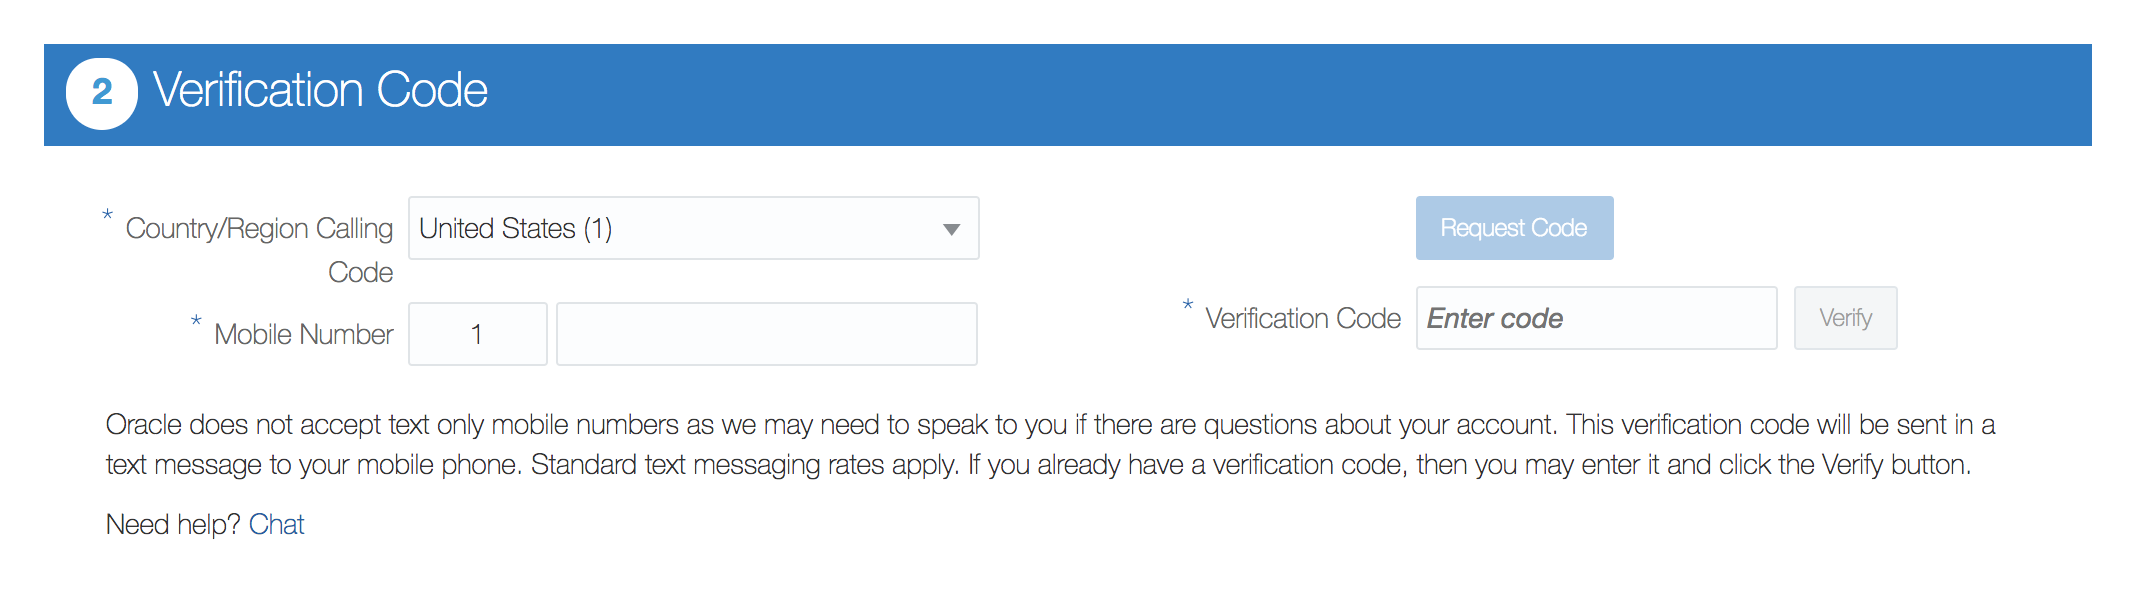 2 Verification Code
* Country/Region Calling Code
United States (1)
* Mobile Number
1
Request Code
* Verification Code
Enter code
Verify
Oracle does not accept text only mobile numbers as we may need to speak to you if there are questions about your account. This verification code will be sent in a
text message to your mobile phone. Standard text messaging rates apply. If you already have a verification code, then you may enter it and click the Verify button.
Need help? Chat